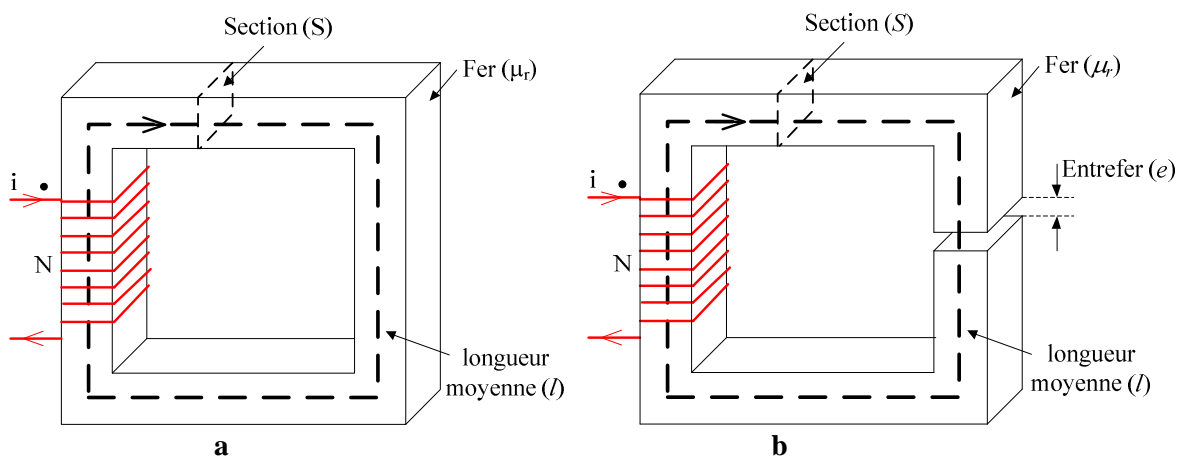 Section (S)
Fer (μr)
i
N
longueur
moyenne (l)
a
Section (S)
Fer (μr)
Entrefer (e)
i
N
longueur
moyenne (l)
b